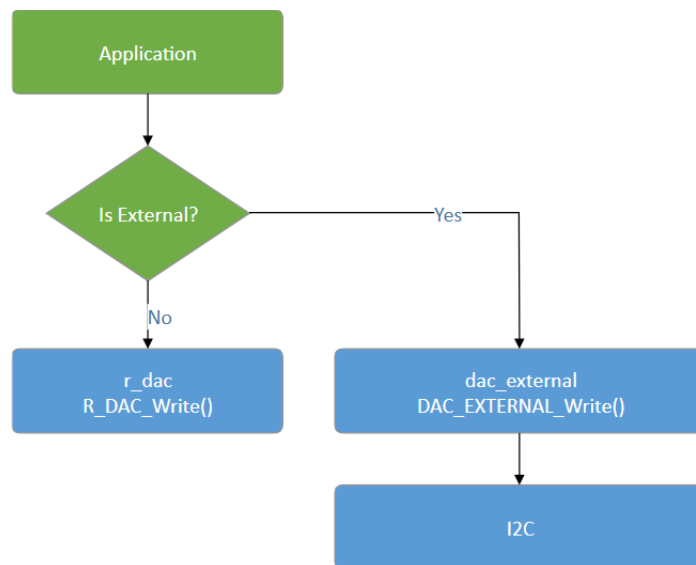 Application
Is External?
Yes
No
r_dac
R_DAC_Write()
dac_external
DAC_EXTERNAL_Write()
I2C